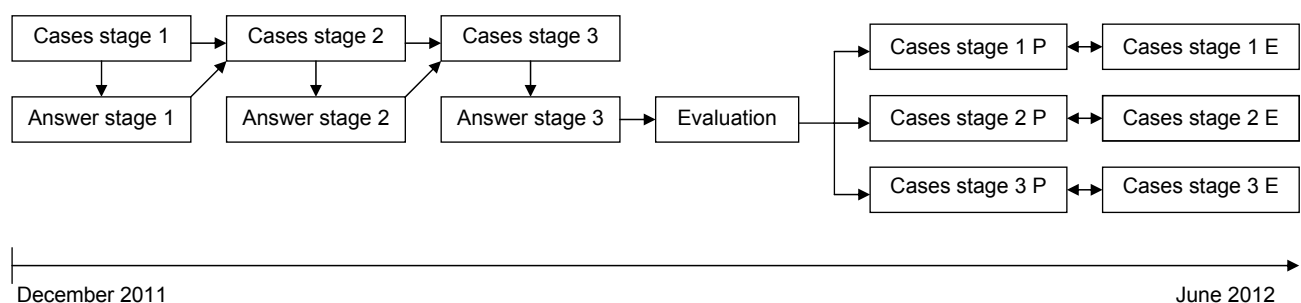 Cases stage 1
Cases stage 2
Cases stage 3
Cases stage 1 P
Cases stage 1 E
Answer stage 1
Answer stage 2
Answer stage 3
Evaluation
Cases stage 2 P
Cases stage 2 E
Cases stage 3 P
Cases stage 3 E
December 2011
June 2012